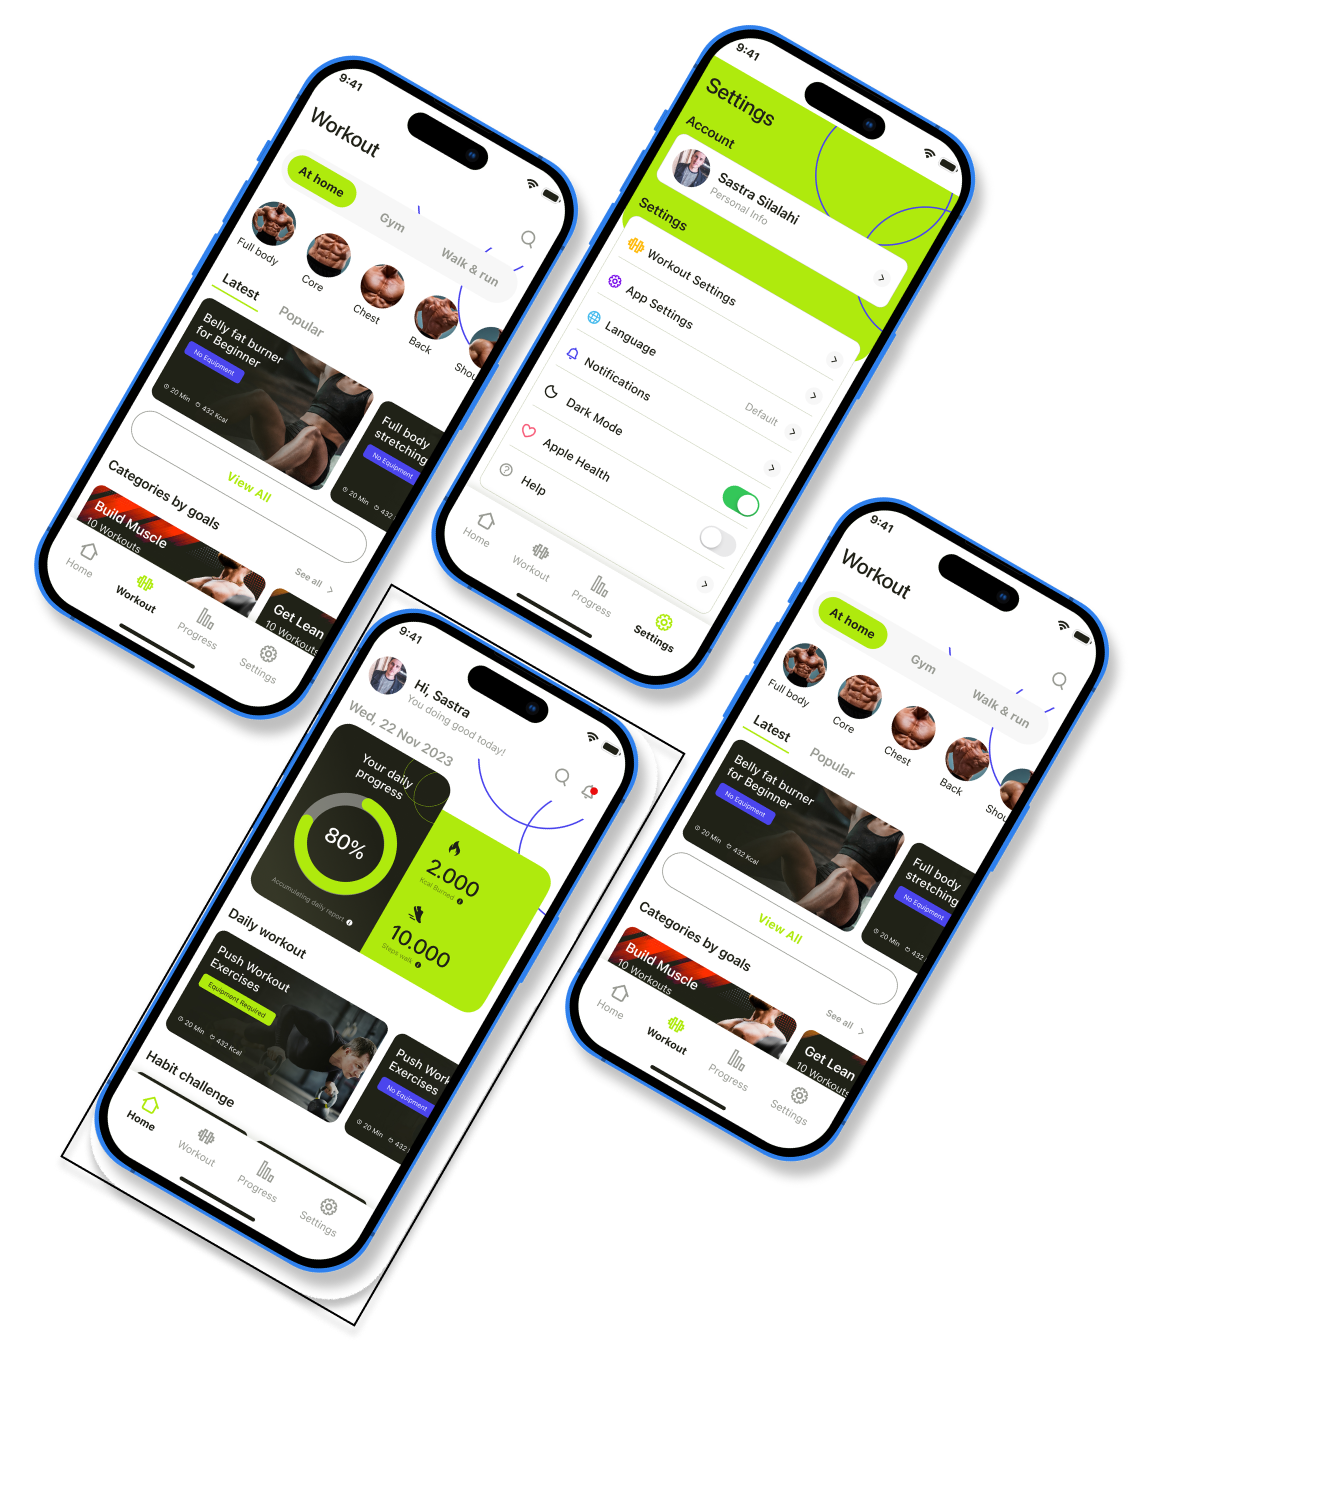 9:41
Workout
At home
Gym
Walk & run
Full body
Core
Chest
Back
Shou
Latest
Popular
Belly fat burner
for Beginner
No Equipment
20 Min
432 Kcal
Full body
stretching
No Equipment
20 Min
432
View All
Categories by goals
See all
Build Muscle
10 Workouts
Get Lean
10 Workouts
Home
Workout
Progress
Settings
9:41
Settings
Account
Sastra Silalahi
Personal Info
Settings
Workout Settings
App Settings
Language
Default
Notifications
Dark Mode
Apple Health
Help
Home
Workout
Progress
Settings
9:41
Hi, Sastra
You doing good today!
Wed, 22 Nov 2023
Your daily
progress
80%
Accumulating daily report
2.000
Kcal Burned
10.000
Steps walk
Daily workout
Push Workout
Exercises
Equipment Required
20 Min
432 Kcal
Push Work
Exercises
No Equipment
20 Min
432
Habit challenge
Home
Workout
Progress
Settings
9:41
Workout
At home
Gym
Walk & run
Full body
Core
Chest
Back
Shou
Latest
Popular
Belly fat burner
for Beginner
No Equipment
20 Min
432 Kcal
Full body
stretching
No Equipment
20 Min
432
View All
Categories by goals
See all
Build Muscle
10 Workouts
Get Lean
10 Workouts
Home
Workout
Progress
Settings